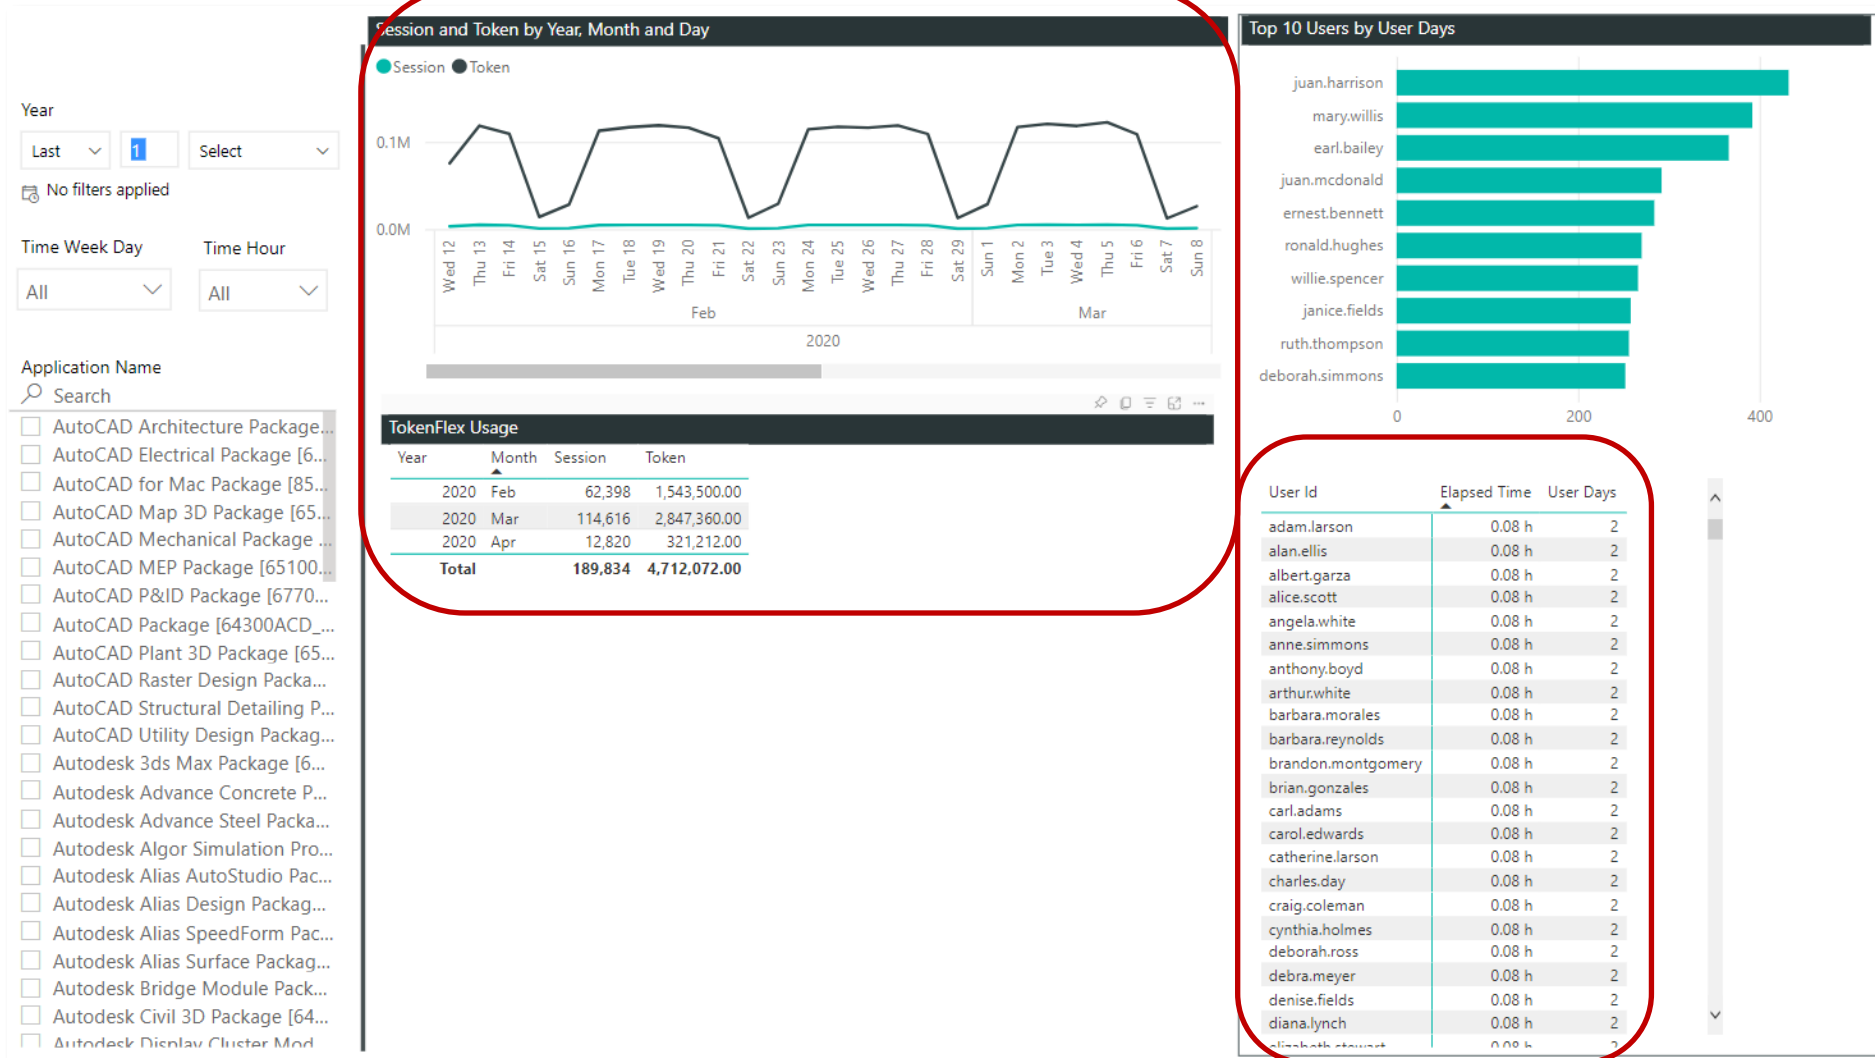 Year
Last 1 Select
No filters applied
Time Week Day Time Hour
All All
Application Name
Search
AutoCAD Architecture Package...
AutoCAD Electrical Package [6...
AutoCAD for Mac Package [85...
AutoCAD Map 3D Package [65...
AutoCAD Mechanical Package ...
AutoCAD MEP Package [65100...
AutoCAD P&ID Package [6770...
AutoCAD Package [64300ACD_...
AutoCAD Plant 3D Package [65...
AutoCAD Raster Design Packa...
AutoCAD Structural Detailing P...
AutoCAD Utility Design Packag...
Autodesk 3ds Max Package [6...
Autodesk Advance Concrete P...
Autodesk Advance Steel Packa...
Autodesk Algor Simulation Pro...
Autodesk Alias AutoStudio Pac...
Autodesk Alias Design Packag...
Autodesk Alias SpeedForm Pac...
Autodesk Alias Surface Packag...
Autodesk Bridge Module Pack...
Autodesk Civil 3D Package [64...
Autodesk Display Cluster Mod
Session and Token by Year, Month and Day
Session Token
0.1M
0.0M
Wed 12
Thu 13
Fri 14
Sat 15
Sun 16
Mon 17
Tue 18
Wed 19
Thu 20
Fri 21
Sat 22
Sun 23
Mon 24
Tue 25
Wed 26
Thu 27
Fri 28
Sat 29
Sun 1
Mon 2
Tue 3
Wed 4
Thu 5
Fri 6
Sat 7
Sun 8
Feb Mar
2020
TokenFlex Usage
Year Month Session Token
2020 Feb 62,398 1,543,500.00
2020 Mar 114,616 2,847,360.00
2020 Apr 12,820 321,212.00
Total 189,834 4,712,072.00
Top 10 Users by User Days
juan.harrison
mary.willis
earl.bailey
juan.mcdonald
ernest.bennett
ronald.hughes
willie.spencer
janice.fields
ruth.thompson
deborah.simmons
0 200 400
User Id Elapsed Time User Days
adam.larson 0.08 h 2
alan.ellis 0.08 h 2
albert.garza 0.08 h 2
alice.scott 0.08 h 2
angela.white 0.08 h 2
anne.simmons 0.08 h 2
anthony.boyd 0.08 h 2
arthur.white 0.08 h 2
barbara.morales 0.08 h 2
barbara.reynolds 0.08 h 2
brandon.montgomery 0.08 h 2
brian.gonzales 0.08 h 2
carl.adams 0.08 h 2
carol.edwards 0.08 h 2
catherine.larson 0.08 h 2
charles.day 0.08 h 2
craig.coleman 0.08 h 2
cynthia.holmes 0.08 h 2
deborah.ross 0.08 h 2
debra.meyer 0.08 h 2
denise.fields 0.08 h 2
diana.lynch 0.08 h 2
elizabeth.stewart 0.08 h 2